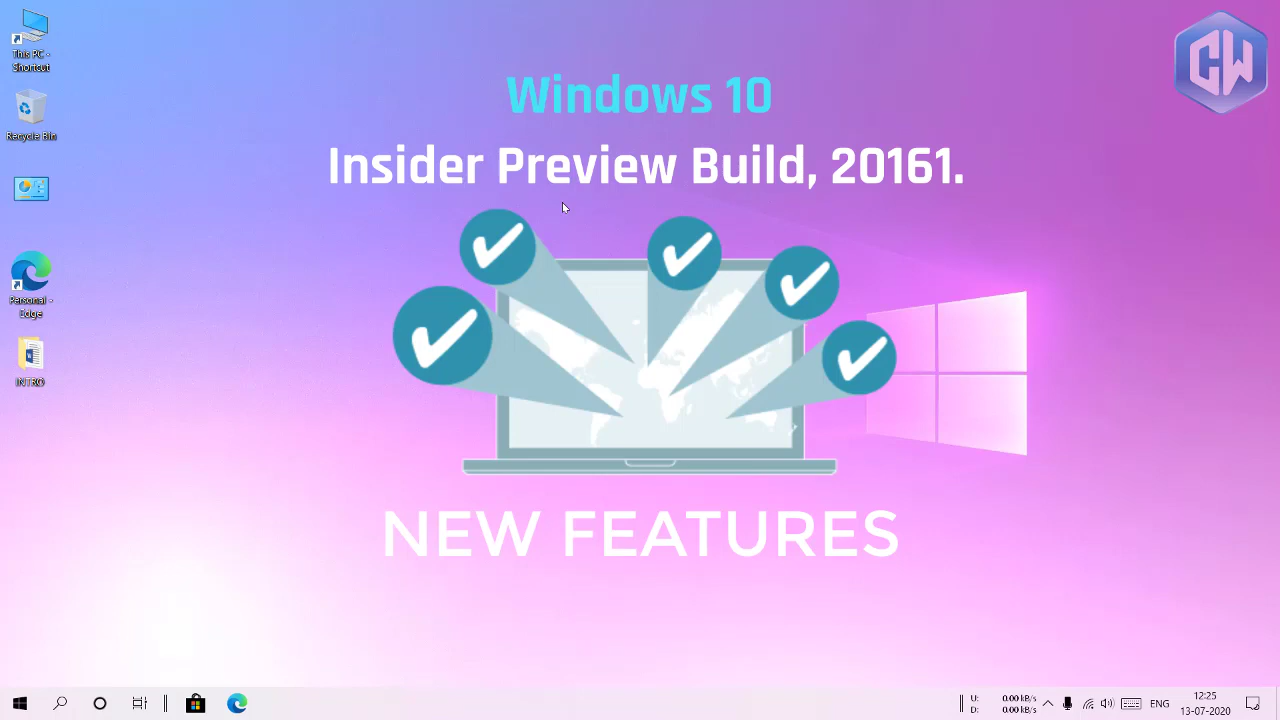 This PC -
Shortcut
Recycle Bin
Personal -
Edge
INTRO
CW
Windows 10
Insider Preview Build, 20161.
NEW FEATURES
U: 0.00 kB/s
D: 0.00 kB/s
ENG
12:25
13-07-2020